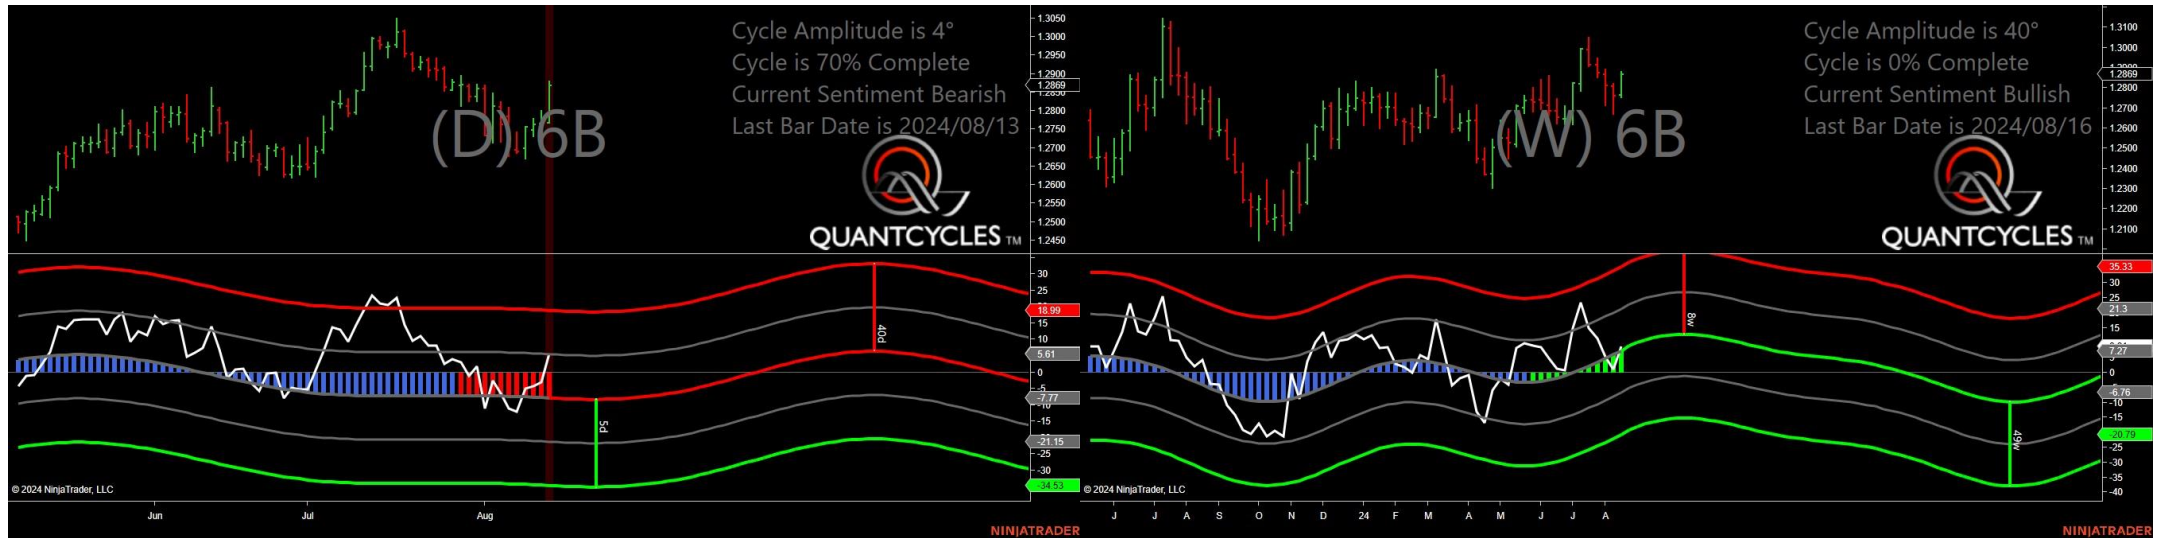 Cycle Amplitude is 4°
Cycle is 70% Complete
Current Sentiment Bearish
Last Bar Date is 2024/08/13
(D) 6B
QUANTCYCLES TM
1.3050
1.3000
1.2950
1.2900
1.2869
1.2800
1.2750
1.2700
1.2650
1.2600
1.2550
1.2500
1.2450
30
25
18.99
15
10
5.61
0
-5
-7.77
-15
-21.15
-25
-30
-34.53
40d
5d
© 2024 NinjaTrader, LLC
Jun
Jul
Aug
NINJATRADER
Cycle Amplitude is 40°
Cycle is 0% Complete
Current Sentiment Bullish
Last Bar Date is 2024/08/16
(W) 6B
QUANTCYCLES TM
1.3100
1.3000
1.2869
1.2800
1.2700
1.2600
1.2500
1.2400
1.2300
1.2200
1.2100
35.33
30
25
21.3
15
7.27
0
-6.76
-10
-15
-20.79
-25
-30
-35
-40
8w
49w
© 2024 NinjaTrader, LLC
J J A S O N D 24 F M A M J J A
NINJATRADER